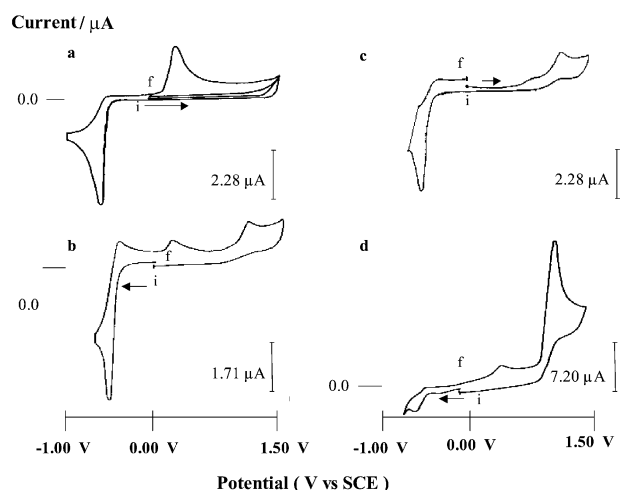 Current / µA
a
f
0.0
i
2.28 µA
c
f
i
2.28 µA
b
f
i
0.0
1.71 µA
d
f
i
0.0
7.20 µA
-1.00 V 0.00 V 1.50 V
-1.00 V 0.00 V 1.50 V
Potential ( V vs SCE )